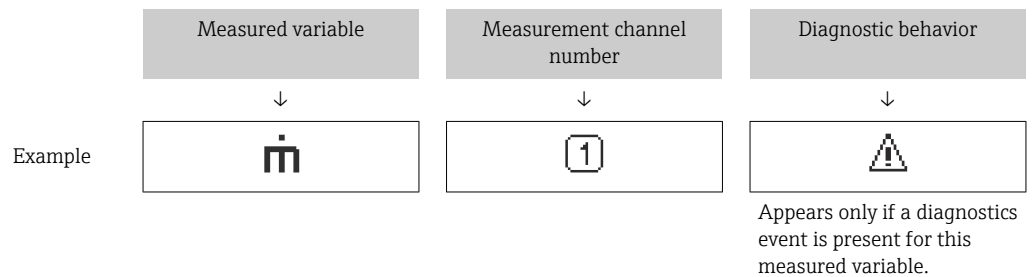 Measured variable
Measurement channel
number
Diagnostic behavior
↓
↓
↓
Example
ṁ
1
Appears only if a diagnostics
event is present for this
measured variable.